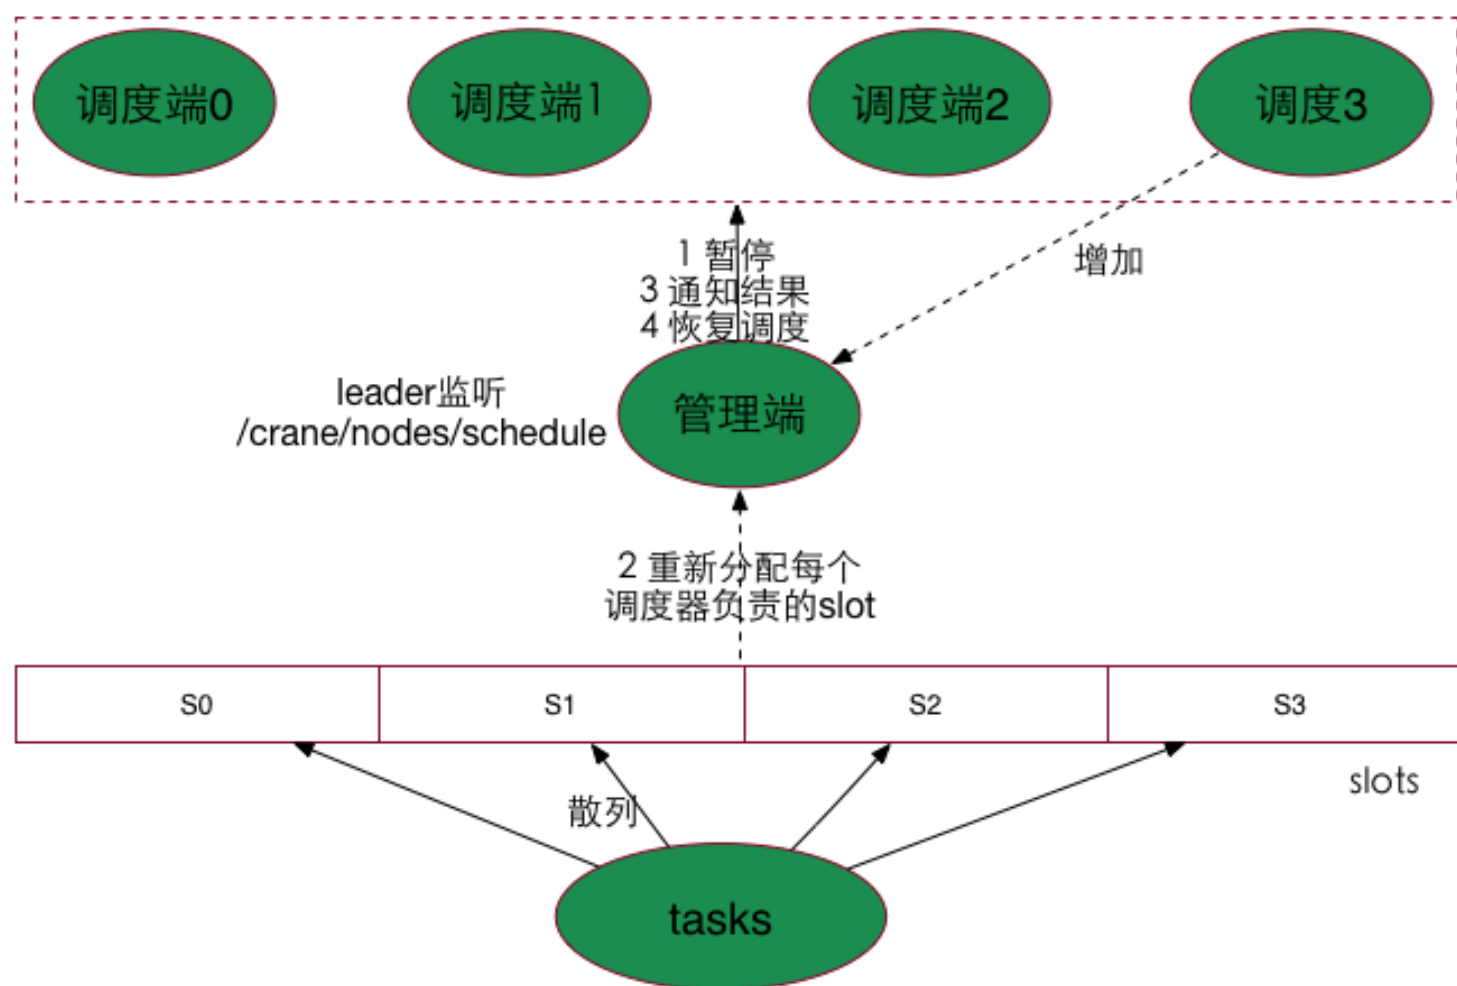 调度端0
调度端1
调度端2
调度3
1 暂停
3 通知结果
4 恢复调度
增加
leader监听
/crane/nodes/schedule
管理端
2 重新分配每个
调度器负责的slot
S0
S1
S2
S3
slots
散列
tasks